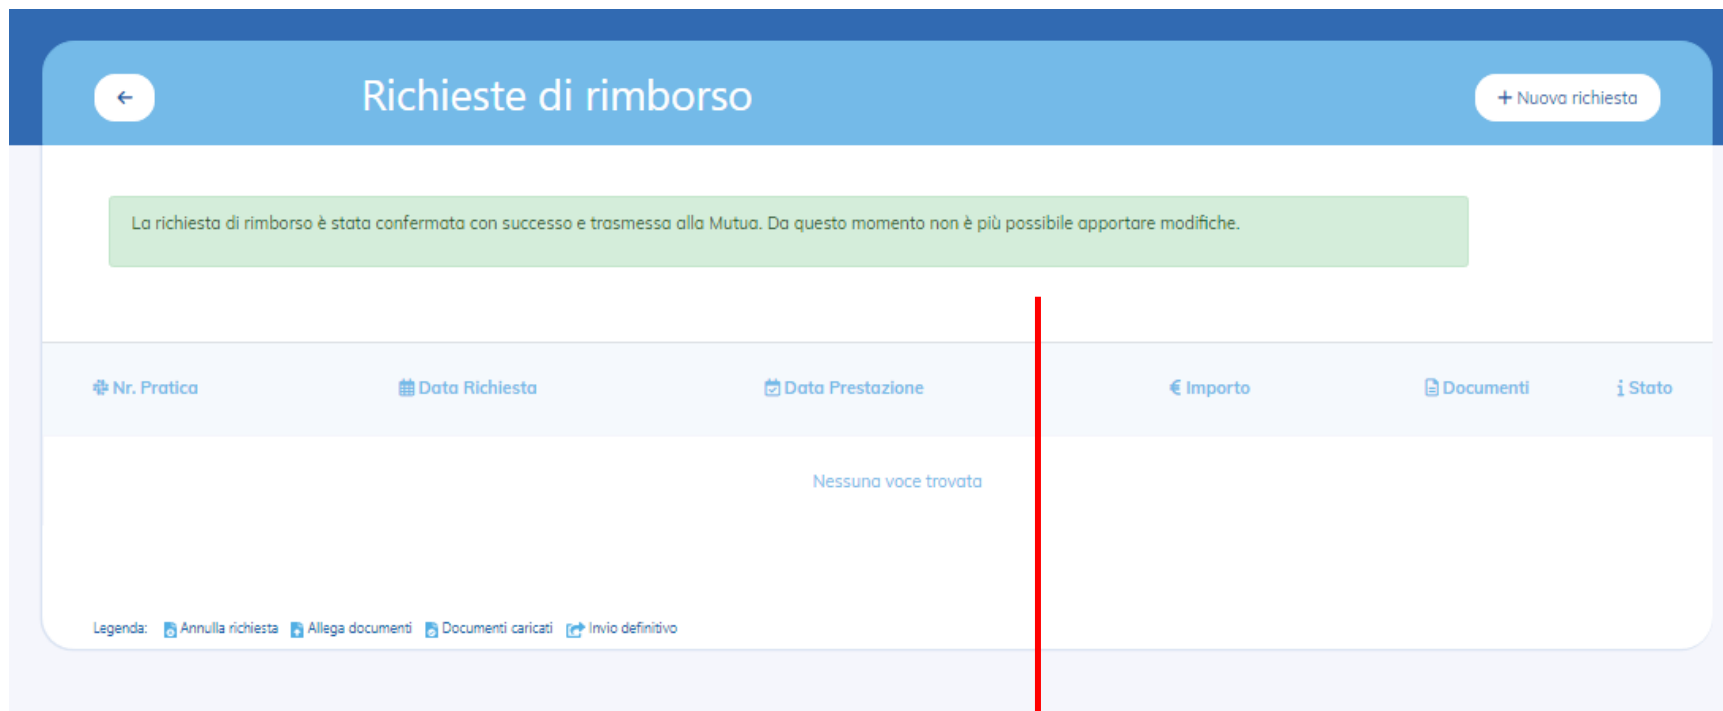 Richieste di rimborso
+ Nuova richiesta
La richiesta di rimborso è stata confermata con successo e trasmessa alla Mutua. Da questo momento non è più possibile apportare modifiche.
Nr. Pratica Data Richiesta Data Prestazione € Importo Documenti i Stato
Nessuna voce trovata
Legenda: Annulla richiesta Allega documenti Documenti caricati Invio definitivo